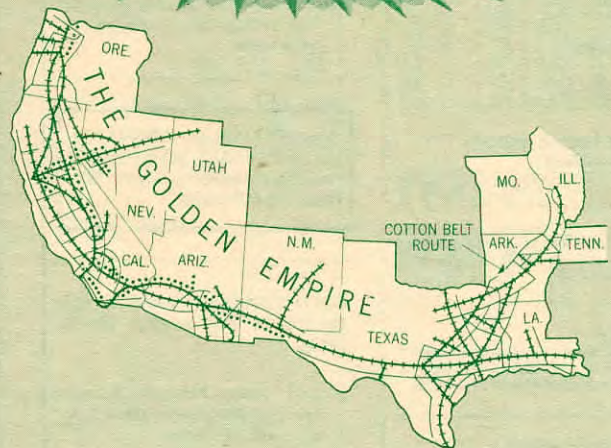 ORE.
THE GOLDEN EMPIRE
UTAH
NEV.
CAL.
ARIZ.
N.M.
TEXAS
MO.
ILL.
COTTON BELT
ROUTE
ARK.
TENN.
LA.